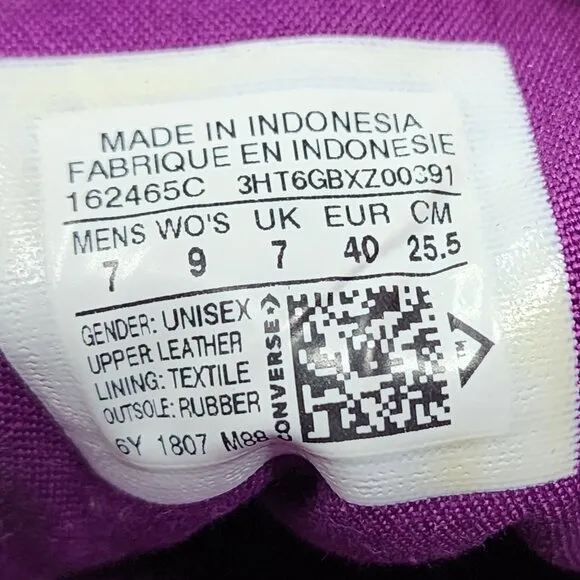 MADE IN INDONESIA
FABRIQUE EN INDONESIE
162465C 3HT6GBXZ00391
MENS WO'S UK EUR CM
7 9 7 40 25.5
GENDER: UNISEX
UPPER: LEATHER
LINING: TEXTILE
OUTSOLE: RUBBER
6Y 1807 M88
CONVERSE
TM